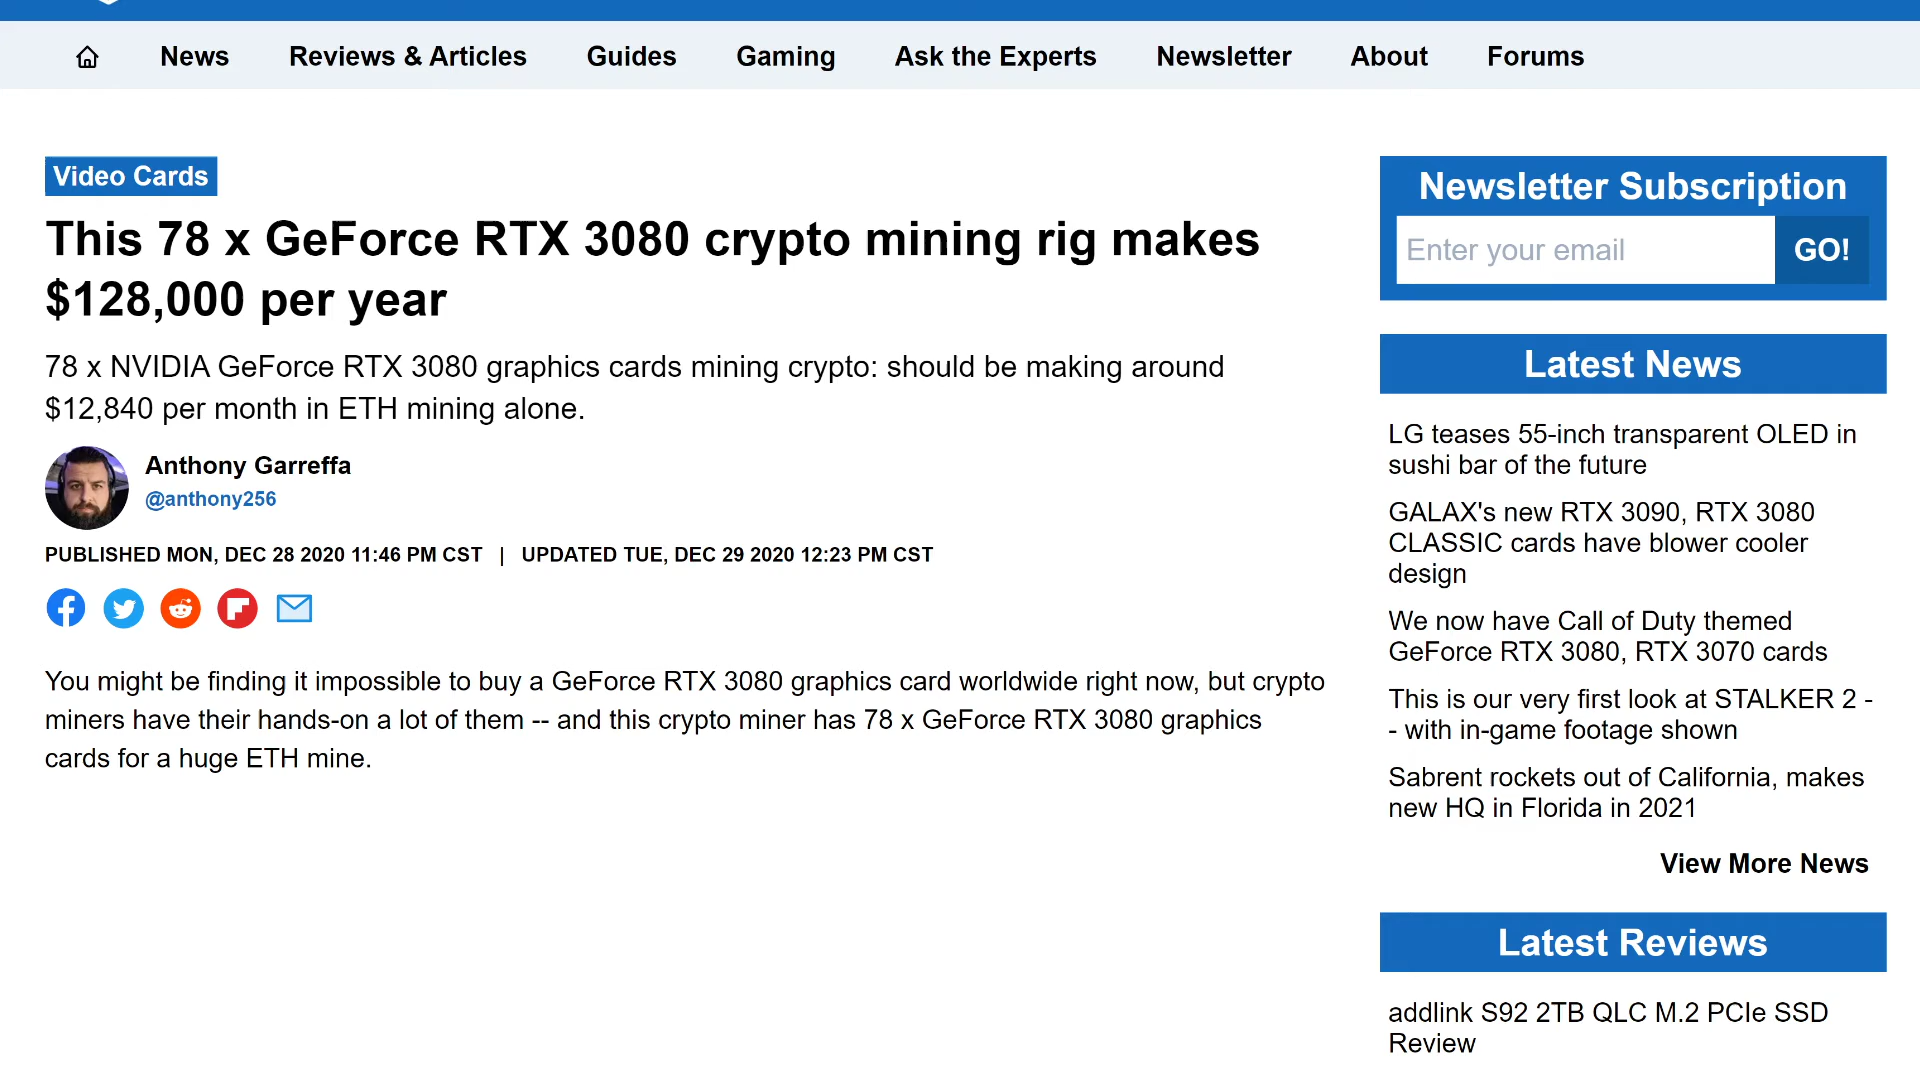 News
Reviews & Articles
Guides
Gaming
Ask the Experts
Newsletter
About
Forums
Video Cards
This 78 x GeForce RTX 3080 crypto mining rig makes
$128,000 per year
78 x NVIDIA GeForce RTX 3080 graphics cards mining crypto: should be making around
$12,840 per month in ETH mining alone.
Anthony Garreffa
@anthony256
PUBLISHED MON, DEC 28 2020 11:46 PM CST | UPDATED TUE, DEC 29 2020 12:23 PM CST
You might be finding it impossible to buy a GeForce RTX 3080 graphics card worldwide right now, but crypto
miners have their hands-on a lot of them -- and this crypto miner has 78 x GeForce RTX 3080 graphics
cards for a huge ETH mine.
Newsletter Subscription
Enter your email
GO!
Latest News
LG teases 55-inch transparent OLED in
sushi bar of the future
GALAX's new RTX 3090, RTX 3080
CLASSIC cards have blower cooler
design
We now have Call of Duty themed
GeForce RTX 3080, RTX 3070 cards
This is our very first look at STALKER 2 -
- with in-game footage shown
Sabrent rockets out of California, makes
new HQ in Florida in 2021
View More News
Latest Reviews
addlink S92 2TB QLC M.2 PCIe SSD
Review